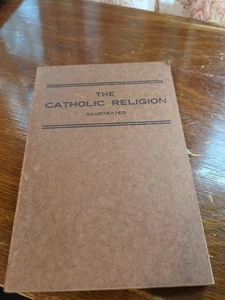 THE
CATHOLIC RELIGION
ILLUSTRATED